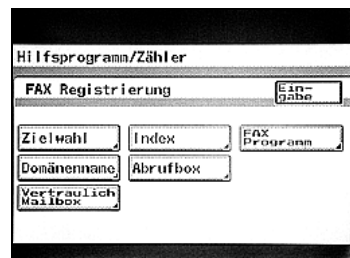 Hilfsprogramm/Zähler
FAX Registrierung
Ein-
gabe
Zielwahl
Index
FAX
Programm
Domänenname
Abrufbox
Vertraulich
Mailbox